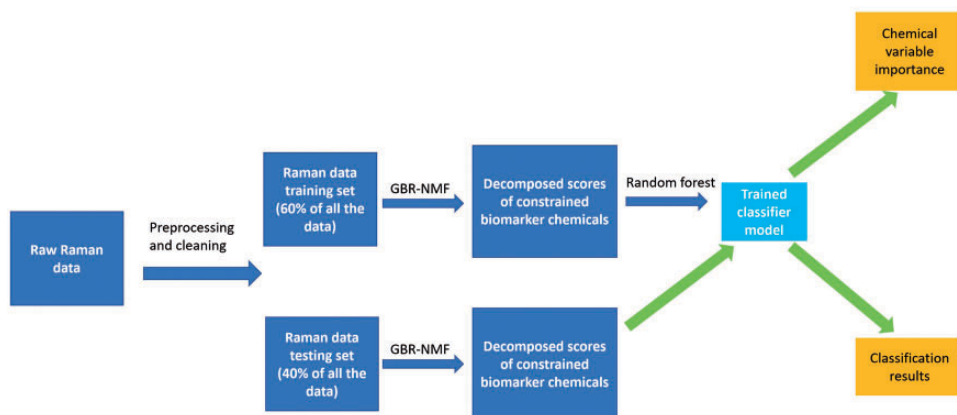 Raw Raman
data
Preprocessing
and cleaning
Raman data
training set
(60% of all the
data)
GBR-NMF
Decomposed scores
of constrained
biomarker chemicals
Random forest
Trained
classifier
model
Chemical
variable
importance
Raman data
testing set
(40% of all the
data)
GBR-NMF
Decomposed scores
of constrained
biomarker chemicals
Classification
results